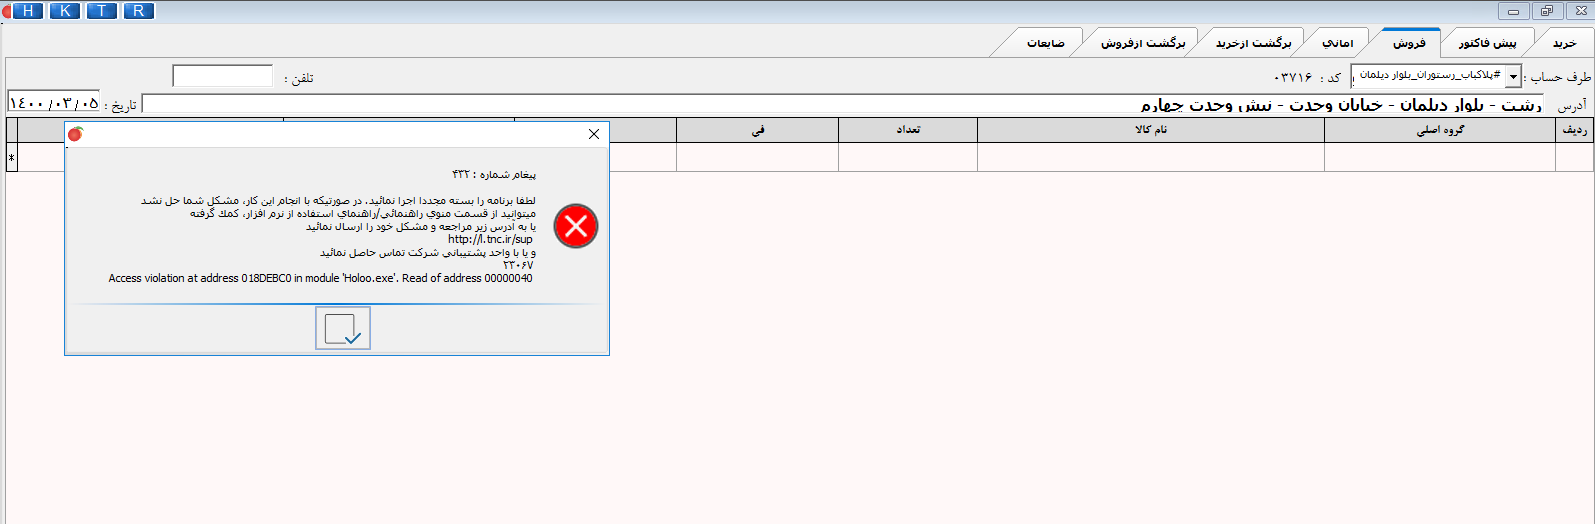 H K T R
خرید پیش فاکتور فروش امانی برگشت ازخرید برگشت ازفروش ضایعات
طرف حساب : #پلاکباب_رستوران_بلوار دیلمان کد : ۰۳۷۱۶ تلفن :
آدرس رشت - بلوار دیلمان - خیابان وحدت - نبش وحدت چهارم تاریخ : ۱۴۰۰/۰۳/۰۵
ردیف گروه اصلی نام کالا تعداد فی
*
پیغام شماره : ۴۳۲
لطفا برنامه را بسته مجددا اجرا نمائید. در صورتیکه با انجام این کار، مشکل شما حل نشد
میتوانید از قسمت منوي راهنمائي/راهنماي استفاده از نرم افزار، کمك گرفته
یا به آدرس زیر مراجعه و مشکل خود را ارسال نمائید
http://l.tnc.ir/sup
و یا با واحد پشتیبانی شرکت تماس حاصل نمائید
۲۳۰۶۷
Access violation at address 018DEBC0 in module 'Holoo.exe'. Read of address 00000040